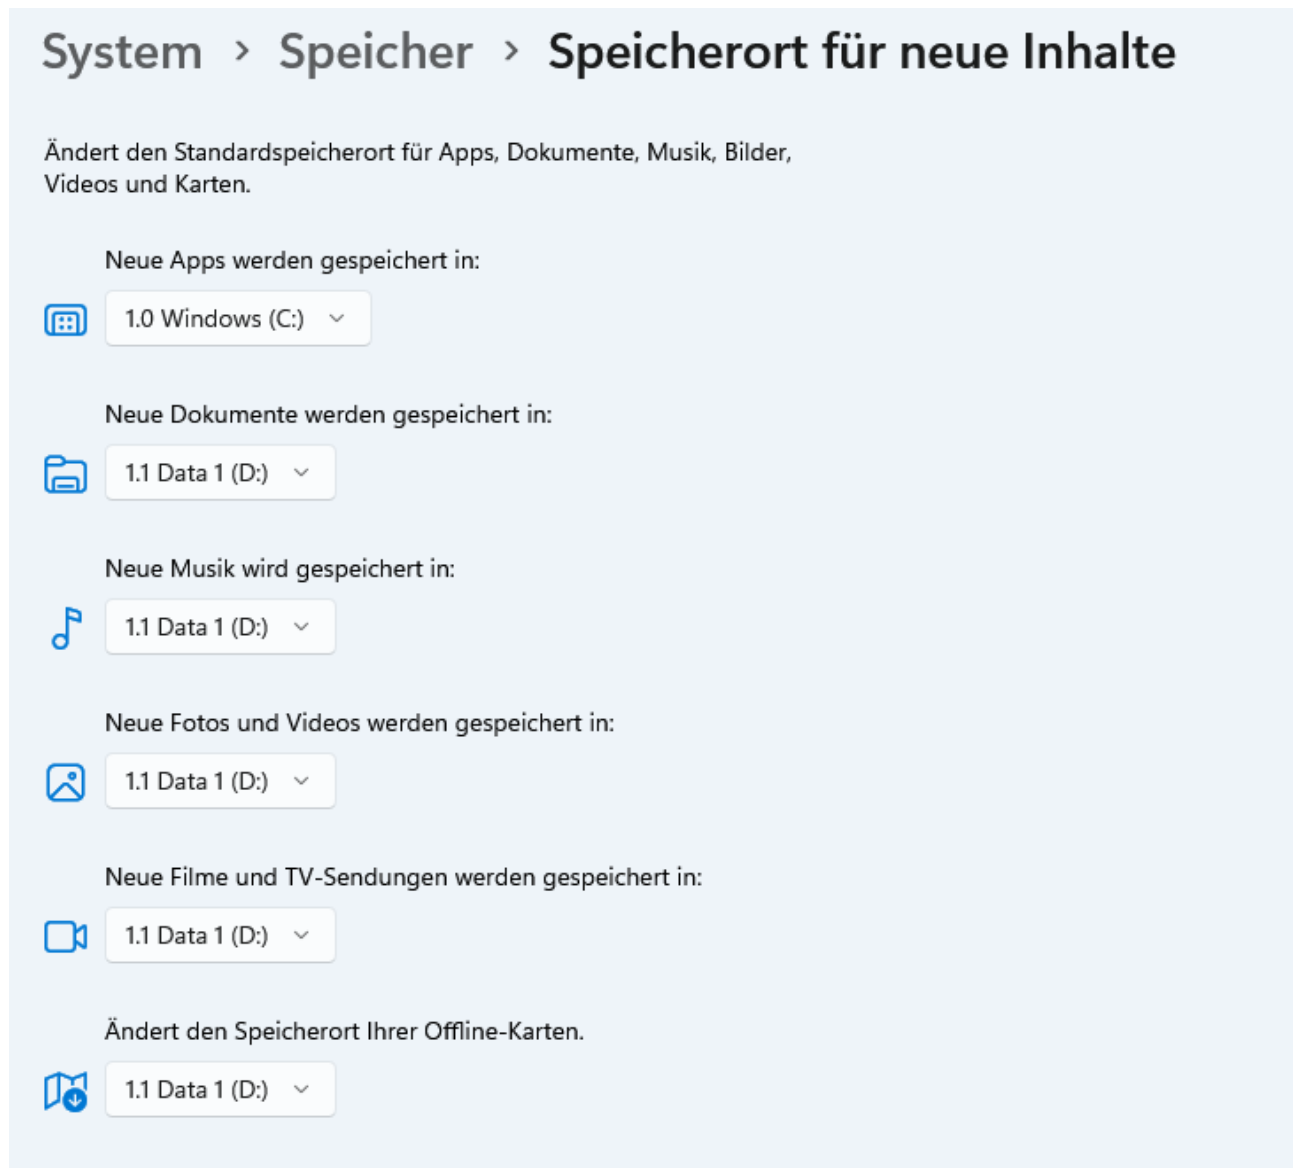 System > Speicher > Speicherort für neue Inhalte
Ändert den Standardspeicherort für Apps, Dokumente, Musik, Bilder,
Videos und Karten.
Neue Apps werden gespeichert in:
1.0 Windows (C:)
Neue Dokumente werden gespeichert in:
1.1 Data 1 (D:)
Neue Musik wird gespeichert in:
1.1 Data 1 (D:)
Neue Fotos und Videos werden gespeichert in:
1.1 Data 1 (D:)
Neue Filme und TV-Sendungen werden gespeichert in:
1.1 Data 1 (D:)
Ändert den Speicherort Ihrer Offline-Karten.
1.1 Data 1 (D:)